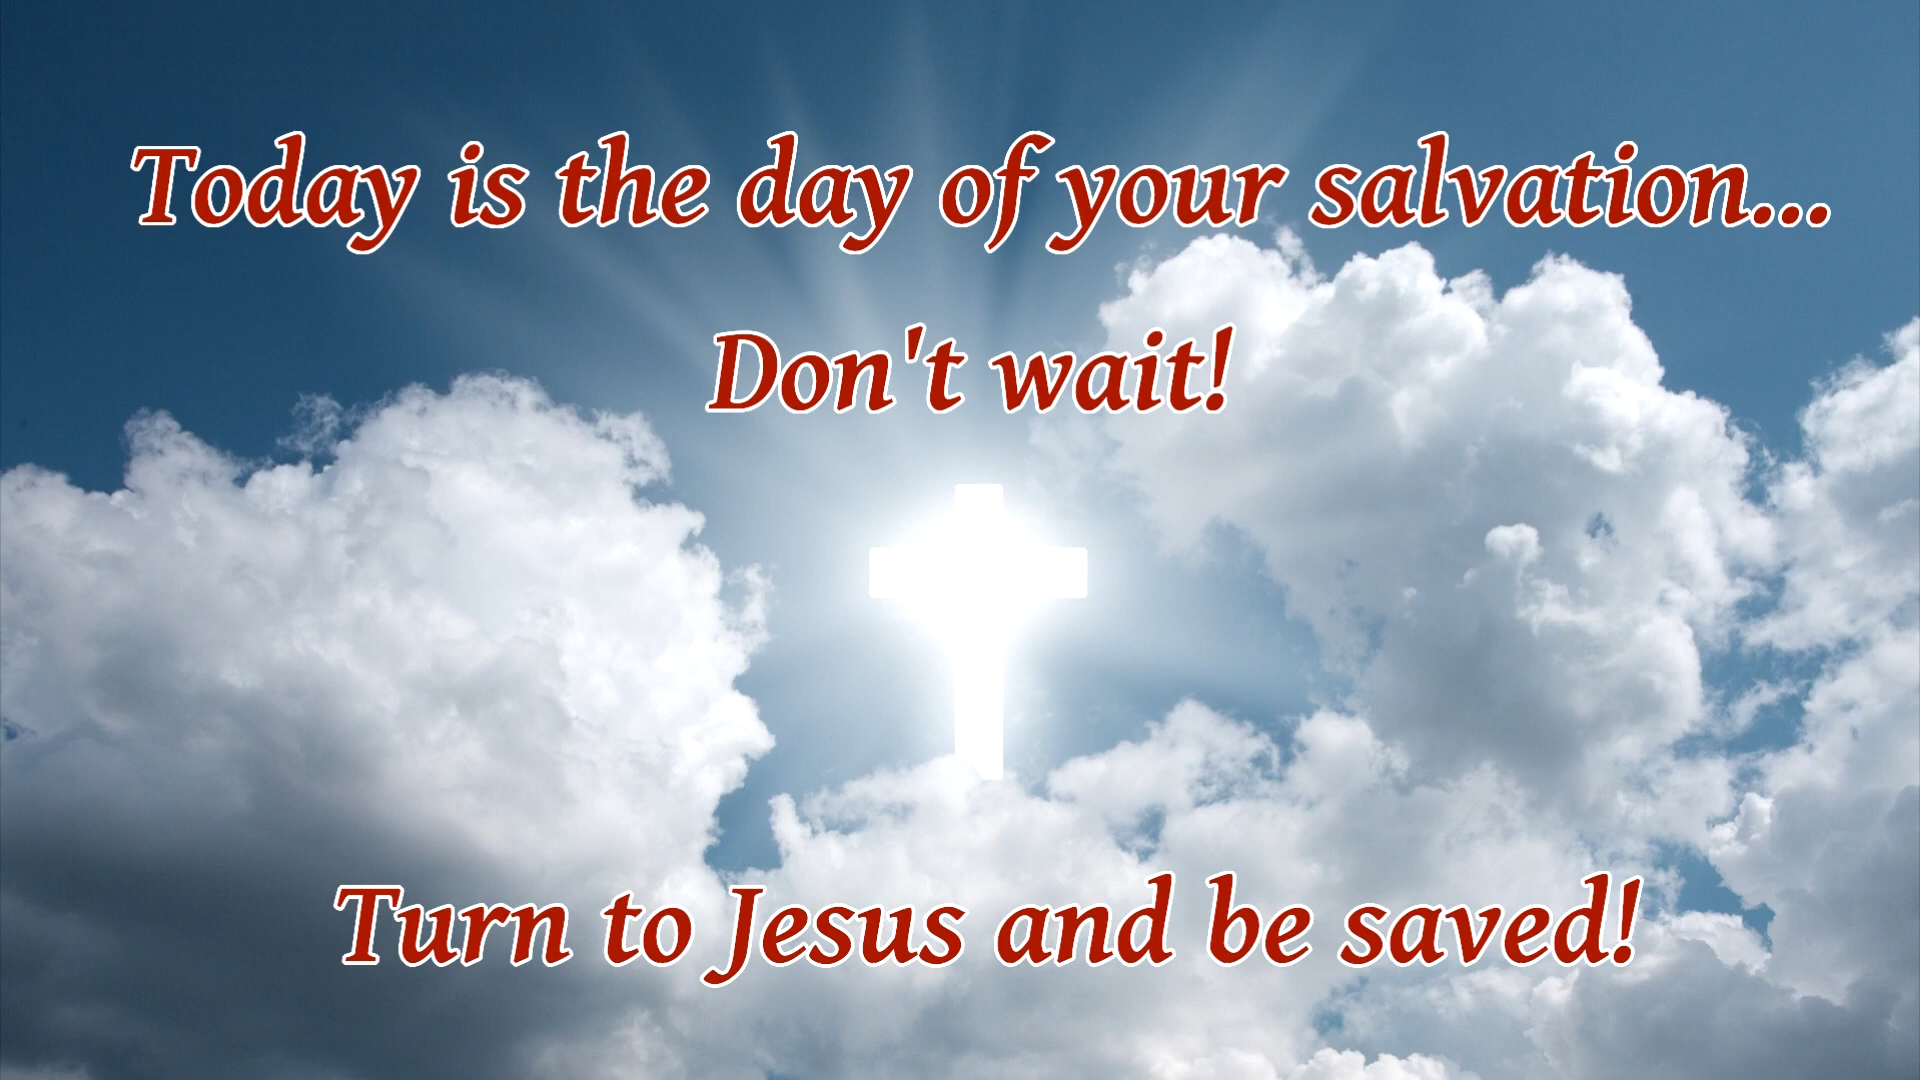 Today is the day of your salvation...
Don't wait!
Turn to Jesus and be saved!